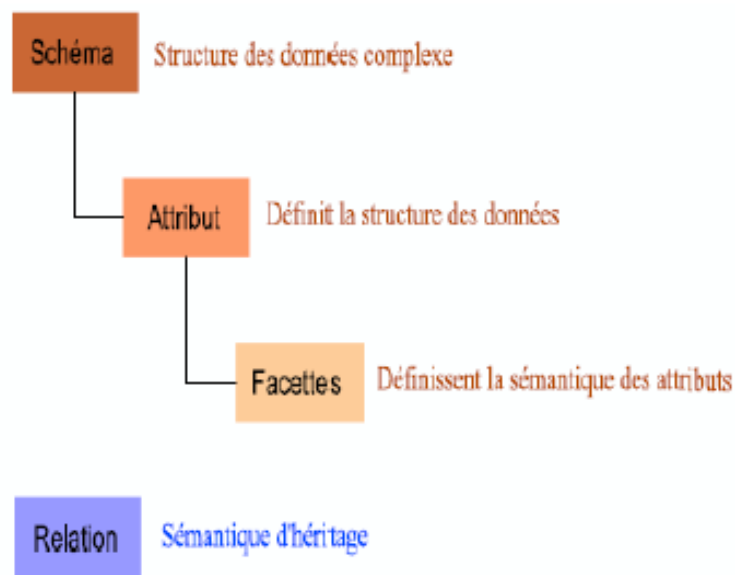 Schéma Structure des données complexe
Attribut Définit la structure des données
Facettes Définissent la sémantique des attributs
Relation Sémantique d'héritage